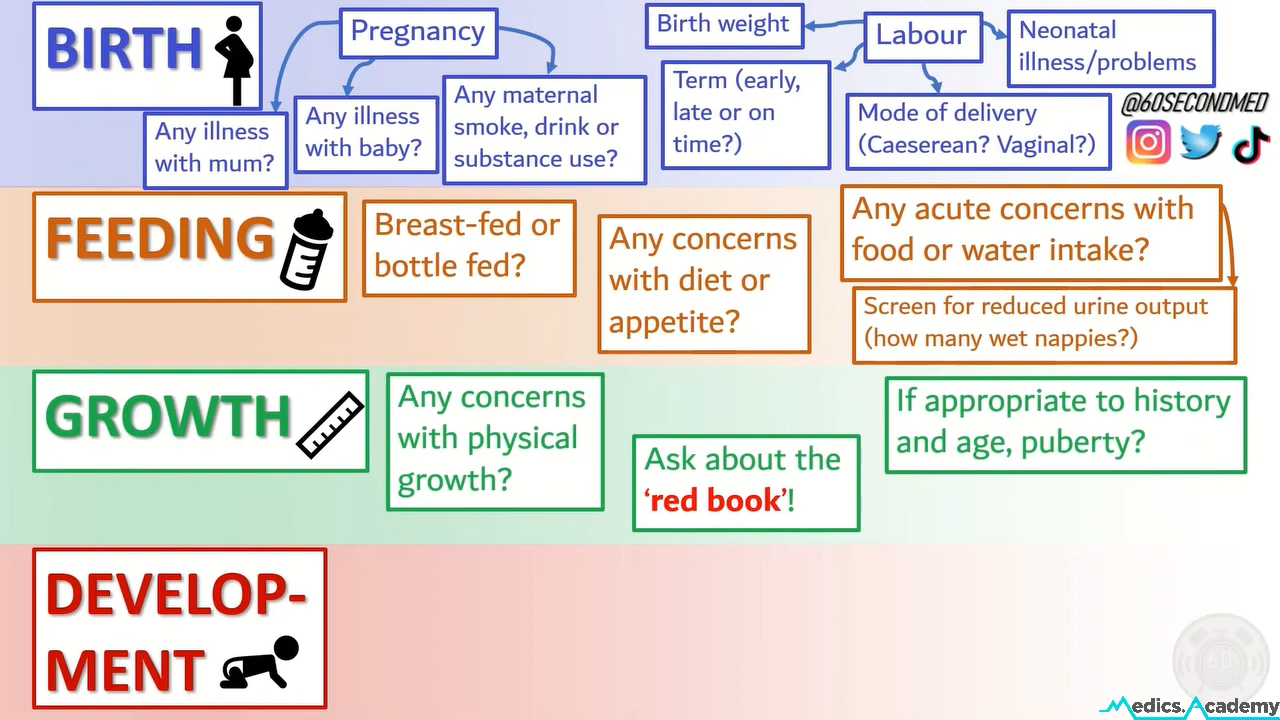 BIRTH
Pregnancy
Any illness
with mum?
Any illness
with baby?
Any maternal
smoke, drink or
substance use?
Birth weight
Labour
Neonatal
illness/problems
Term (early,
late or on
time?)
Mode of delivery
(Caeserean? Vaginal?)
@60SECONDMED
FEEDING
Breast-fed or
bottle fed?
Any concerns
with diet or
appetite?
Any acute concerns with
food or water intake?
Screen for reduced urine output
(how many wet nappies?)
GROWTH
Any concerns
with physical
growth?
Ask about the
‘red book’!
If appropriate to history
and age, puberty?
DEVELOP-
MENT
60
Medics.Academy